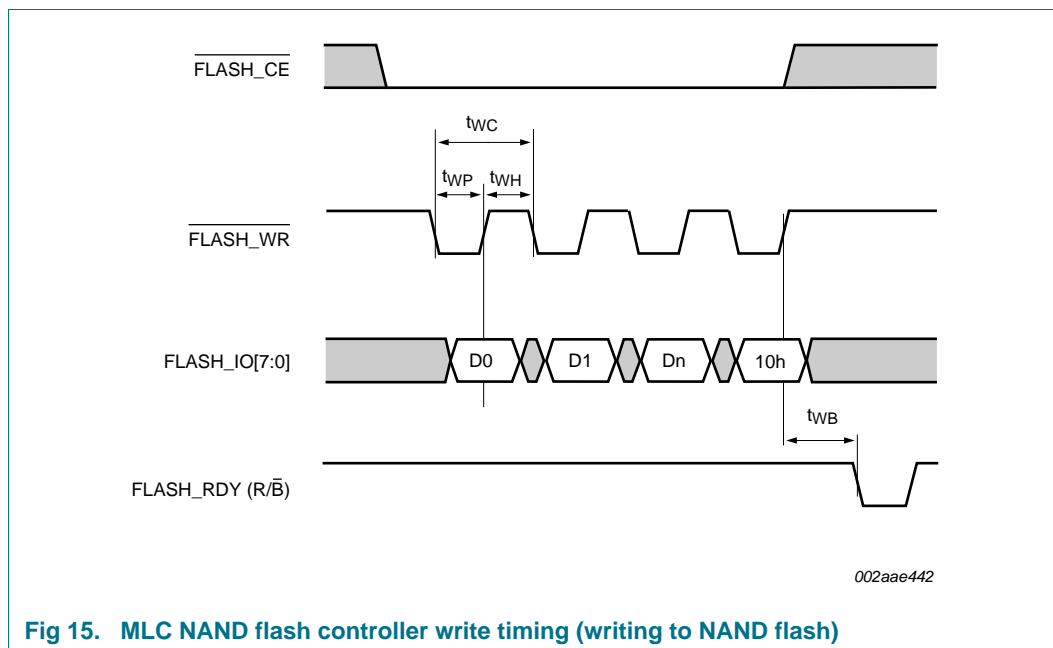 FLASH_CE
tWC
tWP tWH
FLASH_WR
FLASH_IO[7:0] D0 D1 Dn 10h
tWB
FLASH_RDY (R/B̅)
002aae442
Fig 15. MLC NAND flash controller write timing (writing to NAND flash)